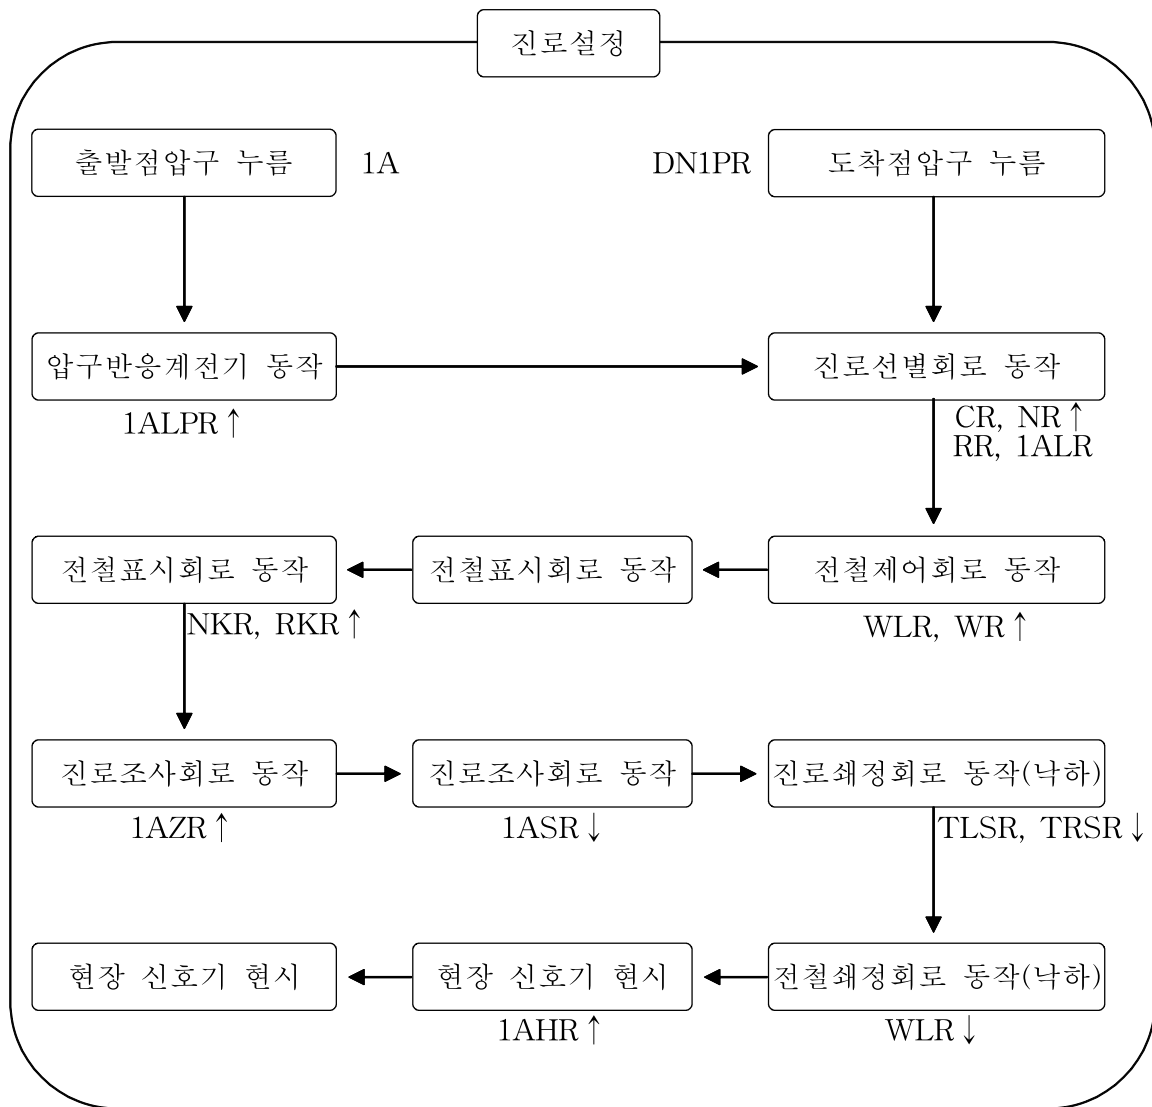 진로설정
출발점압구 누름
1A
DN1PR
도착점압구 누름
압구반응계전기 동작
1ALPR↑
진로선별회로 동작
CR, NR↑
RR, 1ALR
전철표시회로 동작
NKR, RKR↑
전철표시회로 동작
전철제어회로 동작
WLR, WR↑
진로조사회로 동작
1AZR↑
진로조사회로 동작
1ASR↓
진로쇄정회로 동작(낙하)
TLSR, TRSR↓
현장 신호기 현시
현장 신호기 현시
1AHR↑
전철쇄정회로 동작(낙하)
WLR↓